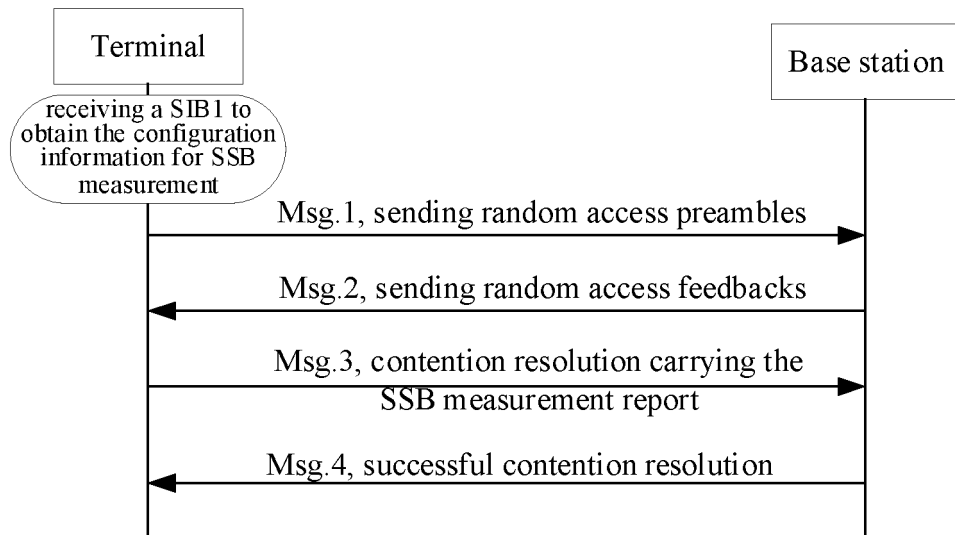 Terminal
Base station
receiving a SIB1 to
obtain the configuration
information for SSB
measurement
Msg.1, sending random access preambles
Msg.2, sending random access feedbacks
Msg.3, contention resolution carrying the
SSB measurement report
Msg.4, successful contention resolution